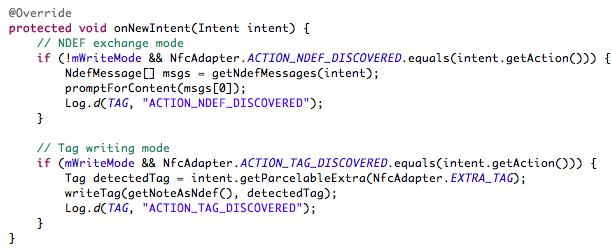 @Override
protected void onNewIntent(Intent intent) {
    // NDEF exchange mode
    if (!mWriteMode && NfcAdapter.ACTION_NDEF_DISCOVERED.equals(intent.getAction())) {
        NdefMessage[] msgs = getNdefMessages(intent);
        promptForContent(msgs[0]);
        Log.d(TAG, "ACTION_NDEF_DISCOVERED");
    }

    // Tag writing mode
    if (mWriteMode && NfcAdapter.ACTION_TAG_DISCOVERED.equals(intent.getAction())) {
        Tag detectedTag = intent.getParcelableExtra(NfcAdapter.EXTRA_TAG);
        writeTag(getNoteAsNdef(), detectedTag);
        Log.d(TAG, "ACTION_TAG_DISCOVERED");
    }
}